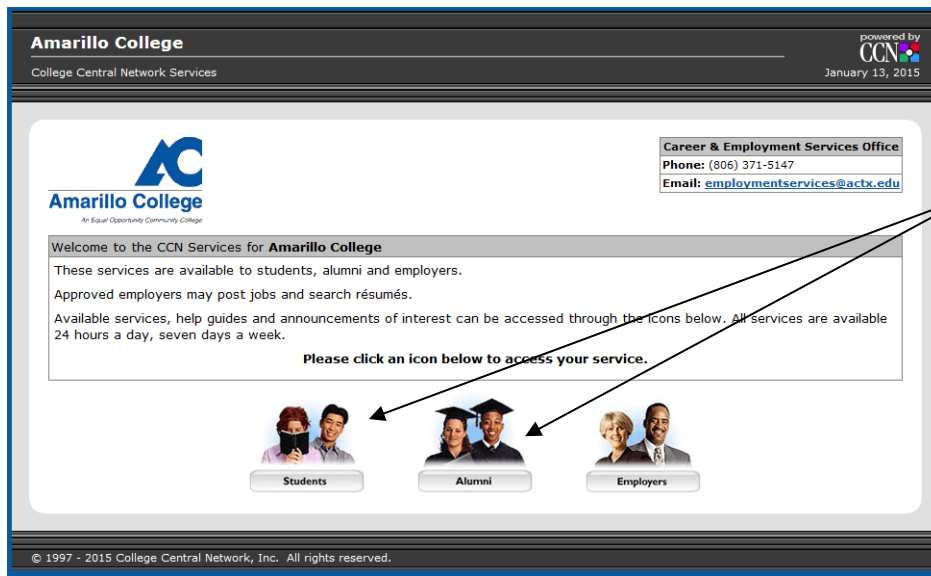 Amarillo College
powered by
CCN
College Central Network Services
January 13, 2015
AC
Amarillo College
An Equal Opportunity Community College
Career & Employment Services Office
Phone: (806) 371-5147
Email: employmentservices@actx.edu
Welcome to the CCN Services for Amarillo College
These services are available to students, alumni and employers.
Approved employers may post jobs and search résumés.
Available services, help guides and announcements of interest can be accessed through the icons below. All services are available
24 hours a day, seven days a week.
Please click an icon below to access your service.
Students
Alumni
Employers
© 1997 - 2015 College Central Network, Inc. All rights reserved.